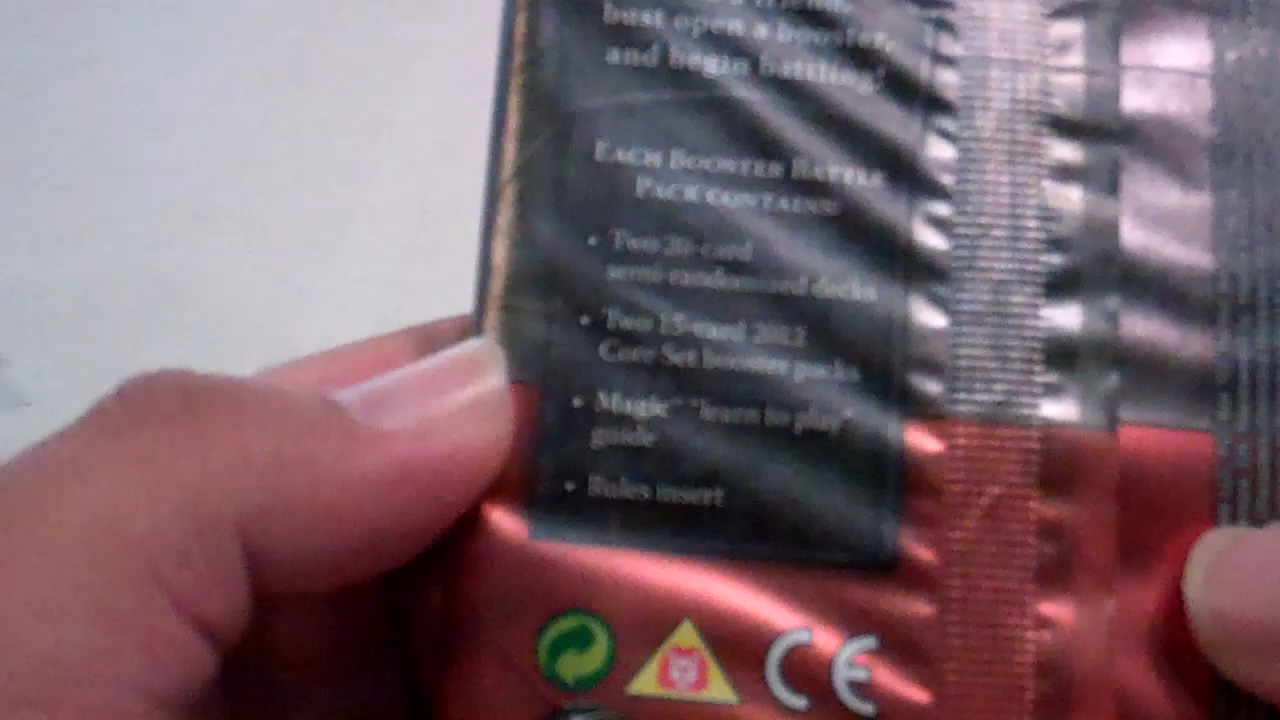 bust open a booster,
and begin battling!
EACH BOOSTER BATTLE
PACK CONTAINS:
• Two 20-card
semi-randomized decks
• Two 15-card 2012
Core Set booster packs
• Magic™ "learn to play"
guide
• Rules insert
CE